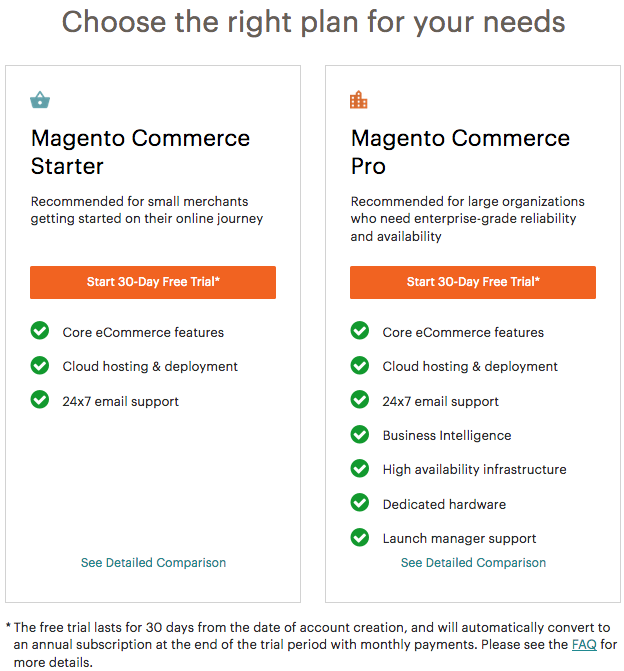 Choose the right plan for your needs
Magento Commerce
Starter
Recommended for small merchants
getting started on their online journey
Start 30-Day Free Trial*
Core eCommerce features
Cloud hosting & deployment
24x7 email support
See Detailed Comparison
Magento Commerce
Pro
Recommended for large organizations
who need enterprise-grade reliability
and availability
Start 30-Day Free Trial*
Core eCommerce features
Cloud hosting & deployment
24x7 email support
Business Intelligence
High availability infrastructure
Dedicated hardware
Launch manager support
See Detailed Comparison
* The free trial lasts for 30 days from the date of account creation, and will automatically convert to
an annual subscription at the end of the trial period with monthly payments. Please see the FAQ for
more details.